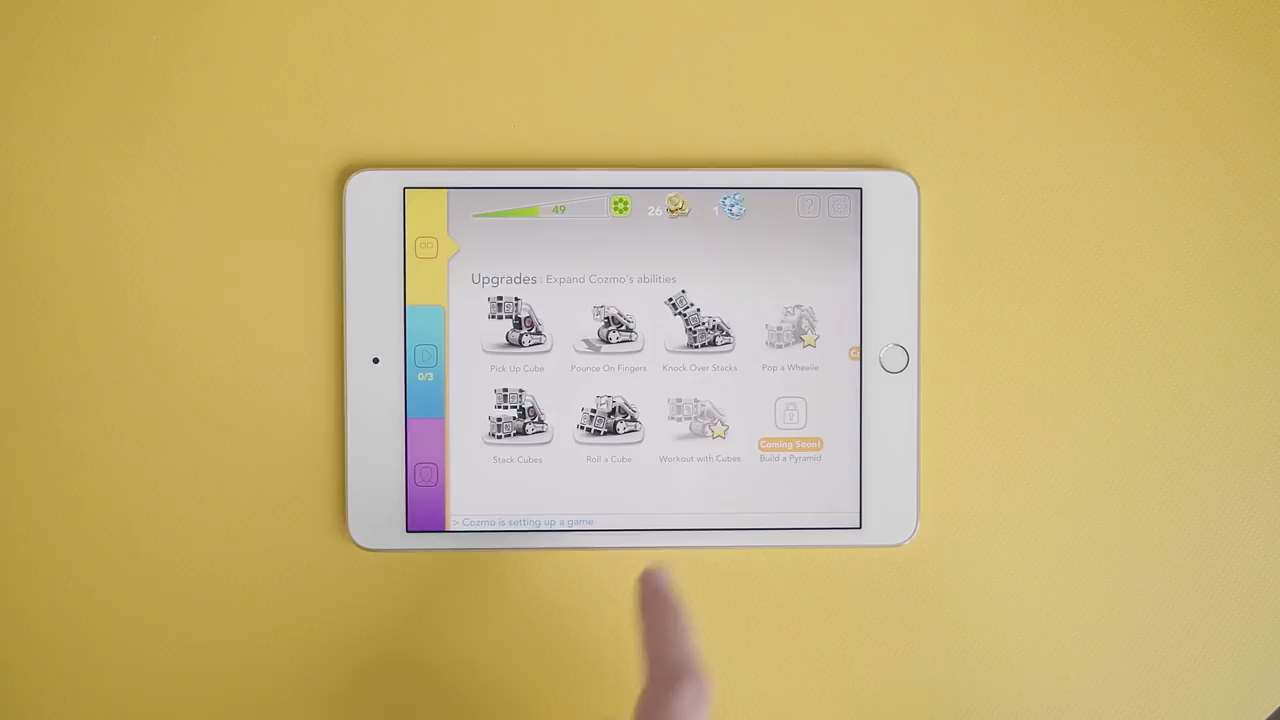 49
26
1
?
Upgrades : Expand Cozmo's abilities
Pick Up Cube
Pounce On Fingers
Knock Over Stacks
Pop a Wheelie
0/3
Stack Cubes
Roll a Cube
Workout with Cubes
Coming Soon!
Build a Pyramid
> Cozmo is setting up a game